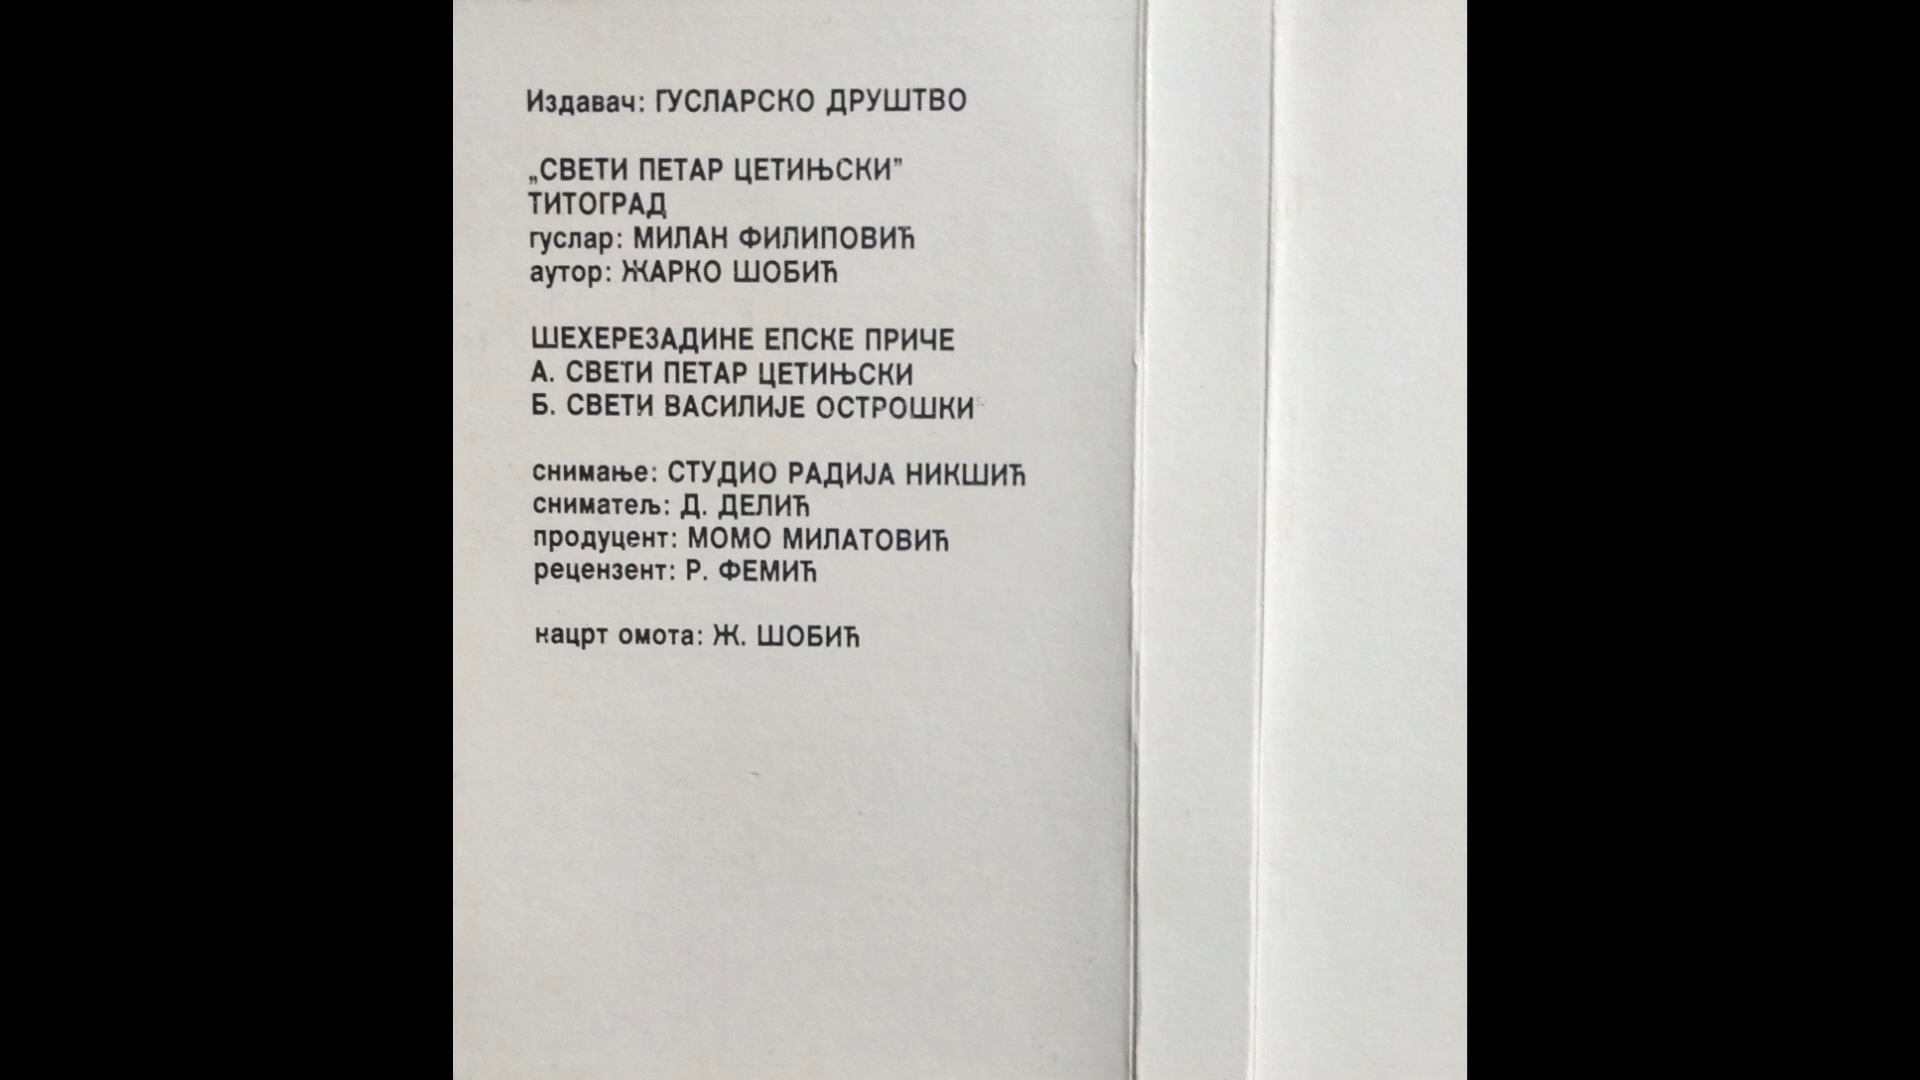 Издавач: ГУСЛАРСКО ДРУШТВО
„СВЕТИ ПЕТАР ЦЕТИЊСКИ”
ТИТОГРАД
гуслар: МИЛАН ФИЛИПОВИЋ
аутор: ЖАРКО ШОБИЋ
ШЕХЕРЕЗАДИНЕ ЕПСКЕ ПРИЧЕ
А. СВЕТИ ПЕТАР ЦЕТИЊСКИ
Б. СВЕТИ ВАСИЛИЈЕ ОСТРОШКИ
снимање: СТУДИО РАДИЈА НИКШИЋ
сниматељ: Д. ДЕЛИЋ
продуцент: МОМО МИЛАТОВИЋ
рецензент: Р. ФЕМИЋ
нацрт омота: Ж. ШОБИЋ